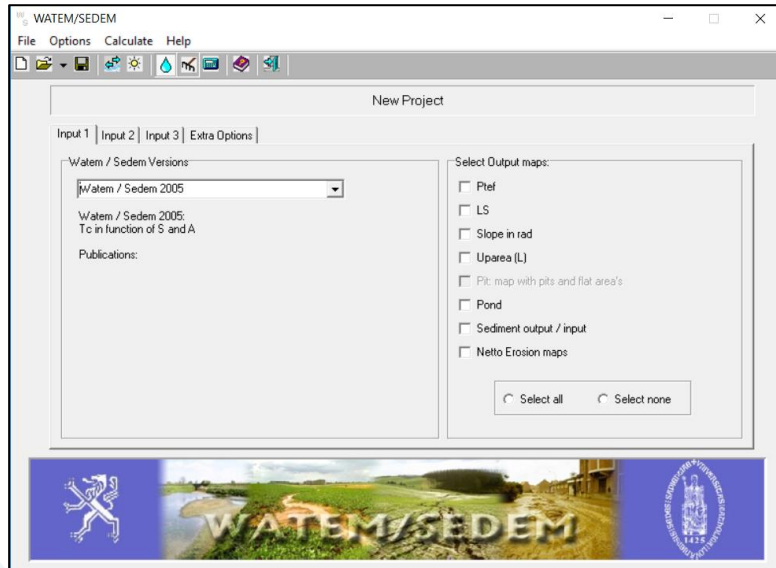 WATEM/SEDEM
File Options Calculate Help
New Project
Input 1 Input 2 Input 3 Extra Options
Watem / Sedem Versions
Watem / Sedem 2005
Watem / Sedem 2005:
Tc in function of S and A
Publications:
Select Output maps:
Ptef
LS
Slope in rad
Uparea (L)
Pit: map with pits and flat area's
Pond
Sediment output / input
Netto Erosion maps
Select all Select none
WATEM/SEDEM
1425